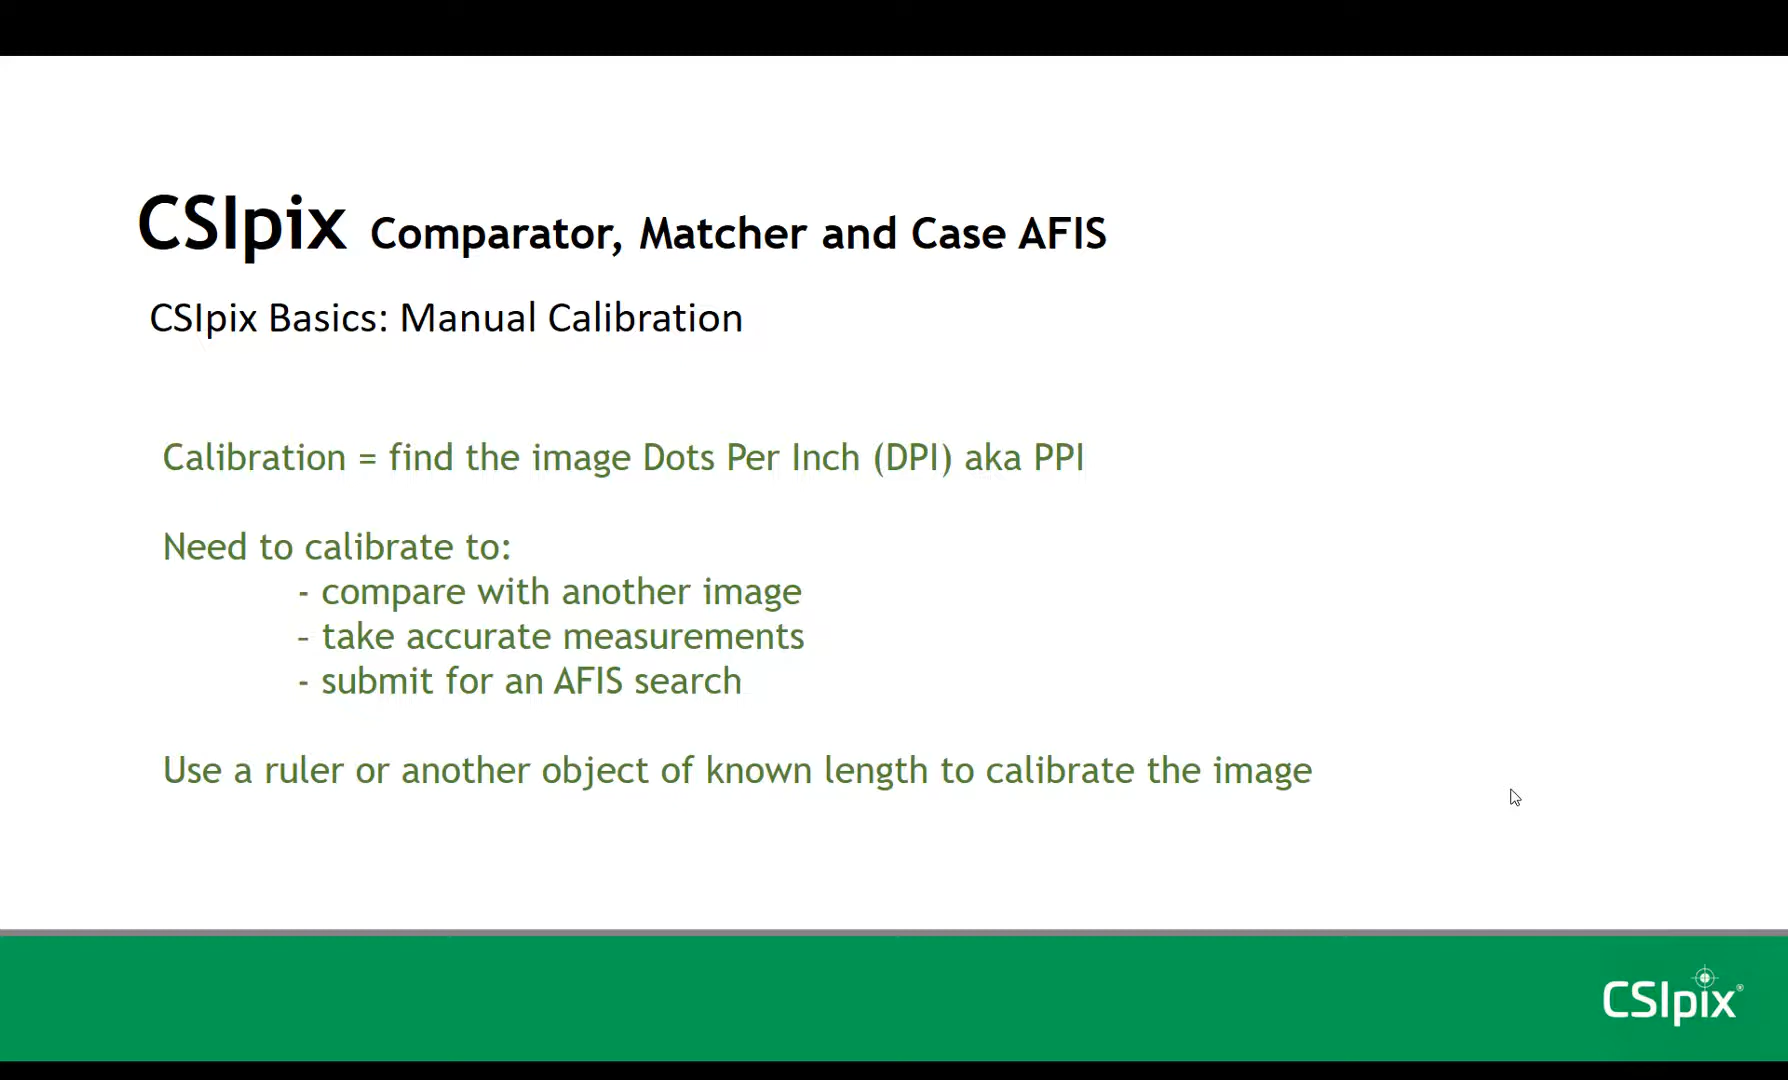 CSIpix Comparator, Matcher and Case AFIS
CSIpix Basics: Manual Calibration
Calibration = find the image Dots Per Inch (DPI) aka PPI
Need to calibrate to:
- compare with another image
- take accurate measurements
- submit for an AFIS search
Use a ruler or another object of known length to calibrate the image
CSIpix®